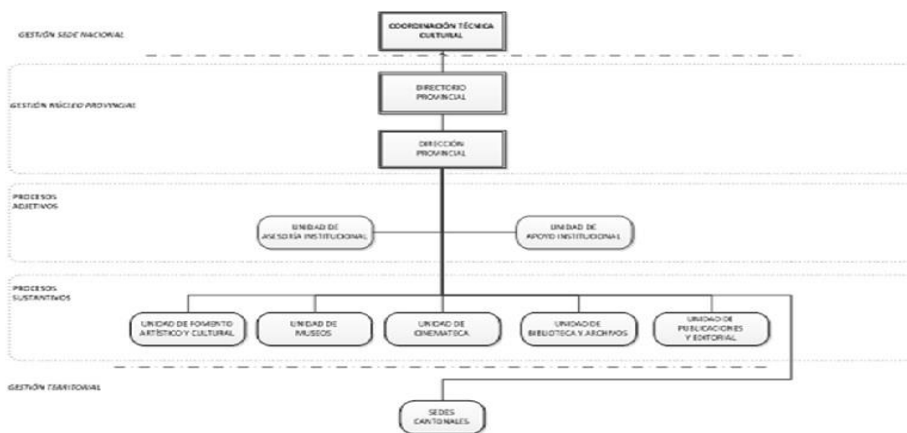 COORDINACIÓN TÉCNICA
CULTURAL
GESTIÓN SEDE NACIONAL
DIRECTORIO
PROVINCIAL
GESTIÓN NÚCLEO PROVINCIAL
DIRECCIÓN
PROVINCIAL
PROCESOS
ADJETIVOS
UNIDAD DE
ASESORÍA INSTITUCIONAL
UNIDAD DE
APOYO INSTITUCIONAL
PROCESOS
SUSTANTIVOS
UNIDAD DE FOMENTO
ARTÍSTICO Y CULTURAL
UNIDAD DE
MUSEOS
UNIDAD DE
CINEMATECA
UNIDAD DE
BIBLIOTECA Y ARCHIVOS
UNIDAD DE
PUBLICACIONES
Y EDITORIAL
GESTIÓN TERRITORIAL
SEDES
CANTONALES